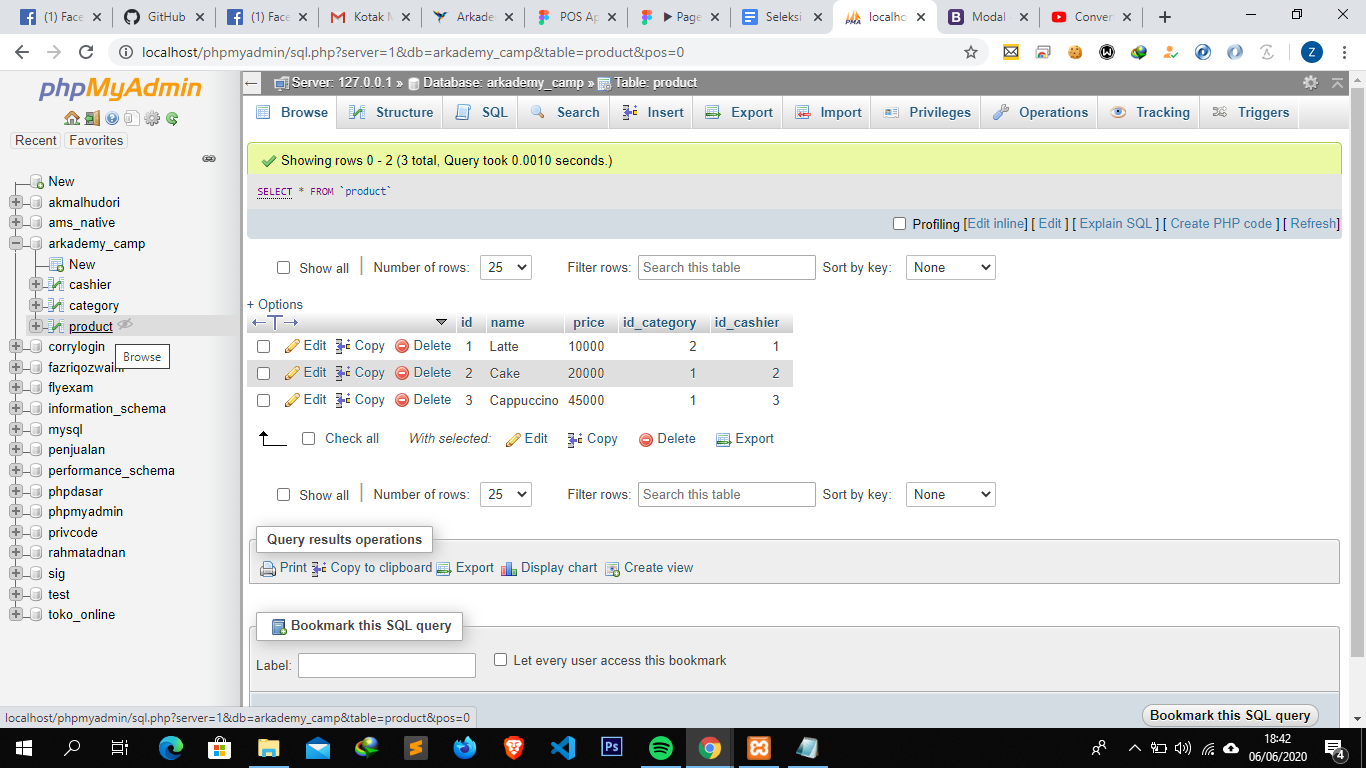 (1) Face
GitHub
(1) Face
Kotak M
Arkade
POS Ap
▶ Page
Seleksi
localho
Modal
Conver
localhost/phpmyadmin/sql.php?server=1&db=arkademy_camp&table=product&pos=0
Z
phpMyAdmin
Recent Favorites
New
akmalhudori
ams_native
arkademy_camp
New
cashier
category
product
corrylogin
Browse
flyexam
information_schema
mysql
penjualan
performance_schema
phpdasar
phpmyadmin
privcode
rahmatadnan
sig
test
toko_online
Server: 127.0.0.1 » Database: arkademy_camp » Table: product
Browse Structure SQL Search Insert Export Import Privileges Operations Tracking Triggers
Showing rows 0 - 2 (3 total, Query took 0.0010 seconds.)
SELECT * FROM `product`
Profiling [Edit inline] [ Edit ] [ Explain SQL ] [ Create PHP code ] [ Refresh]
Show all | Number of rows: 25 Filter rows: Search this table Sort by key: None
+ Options
←T→ id name price id_category id_cashier
Edit Copy Delete 1 Latte 10000 2 1
Edit Copy Delete 2 Cake 20000 1 2
Edit Copy Delete 3 Cappuccino 45000 1 3
Check all With selected: Edit Copy Delete Export
Show all | Number of rows: 25 Filter rows: Search this table Sort by key: None
Query results operations
Print Copy to clipboard Export Display chart Create view
Bookmark this SQL query
Label: Let every user access this bookmark
Bookmark this SQL query
localhost/phpmyadmin/sql.php?server=1&db=arkademy_camp&table=product&pos=0
Ps
18:42
06/06/2020
4